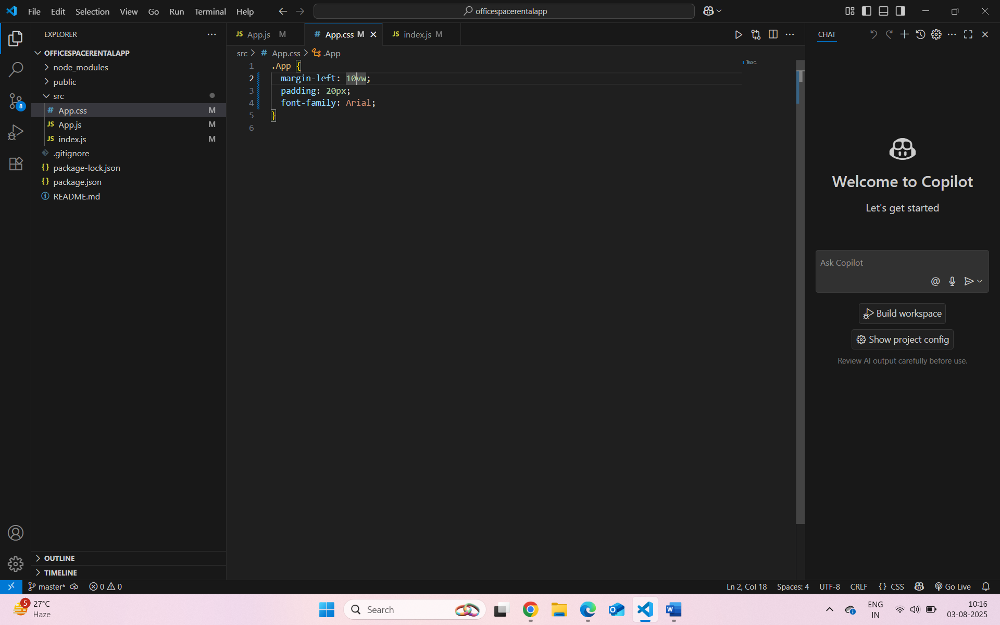 File Edit Selection View Go Run Terminal Help
officespacerentalapp
EXPLORER
OFFICESPACERENTALAPP
node_modules
public
src
# App.css M
JS App.js M
JS index.js M
.gitignore
{} package-lock.json
{} package.json
README.md
8
OUTLINE
TIMELINE
JS App.js M
# App.css M
JS index.js M
src > # App.css > .App
1 .App {
2 margin-left: 10vw;
3 padding: 20px;
4 font-family: Arial;
5 }
6
CHAT
Welcome to Copilot
Let's get started
Ask Copilot
@
Build workspace
Show project config
Review AI output carefully before use.
master* 0 0
Ln 2, Col 18 Spaces: 4 UTF-8 CRLF {} CSS Go Live
5
27°C
Haze
Search
ENG
IN
10:16
03-08-2025